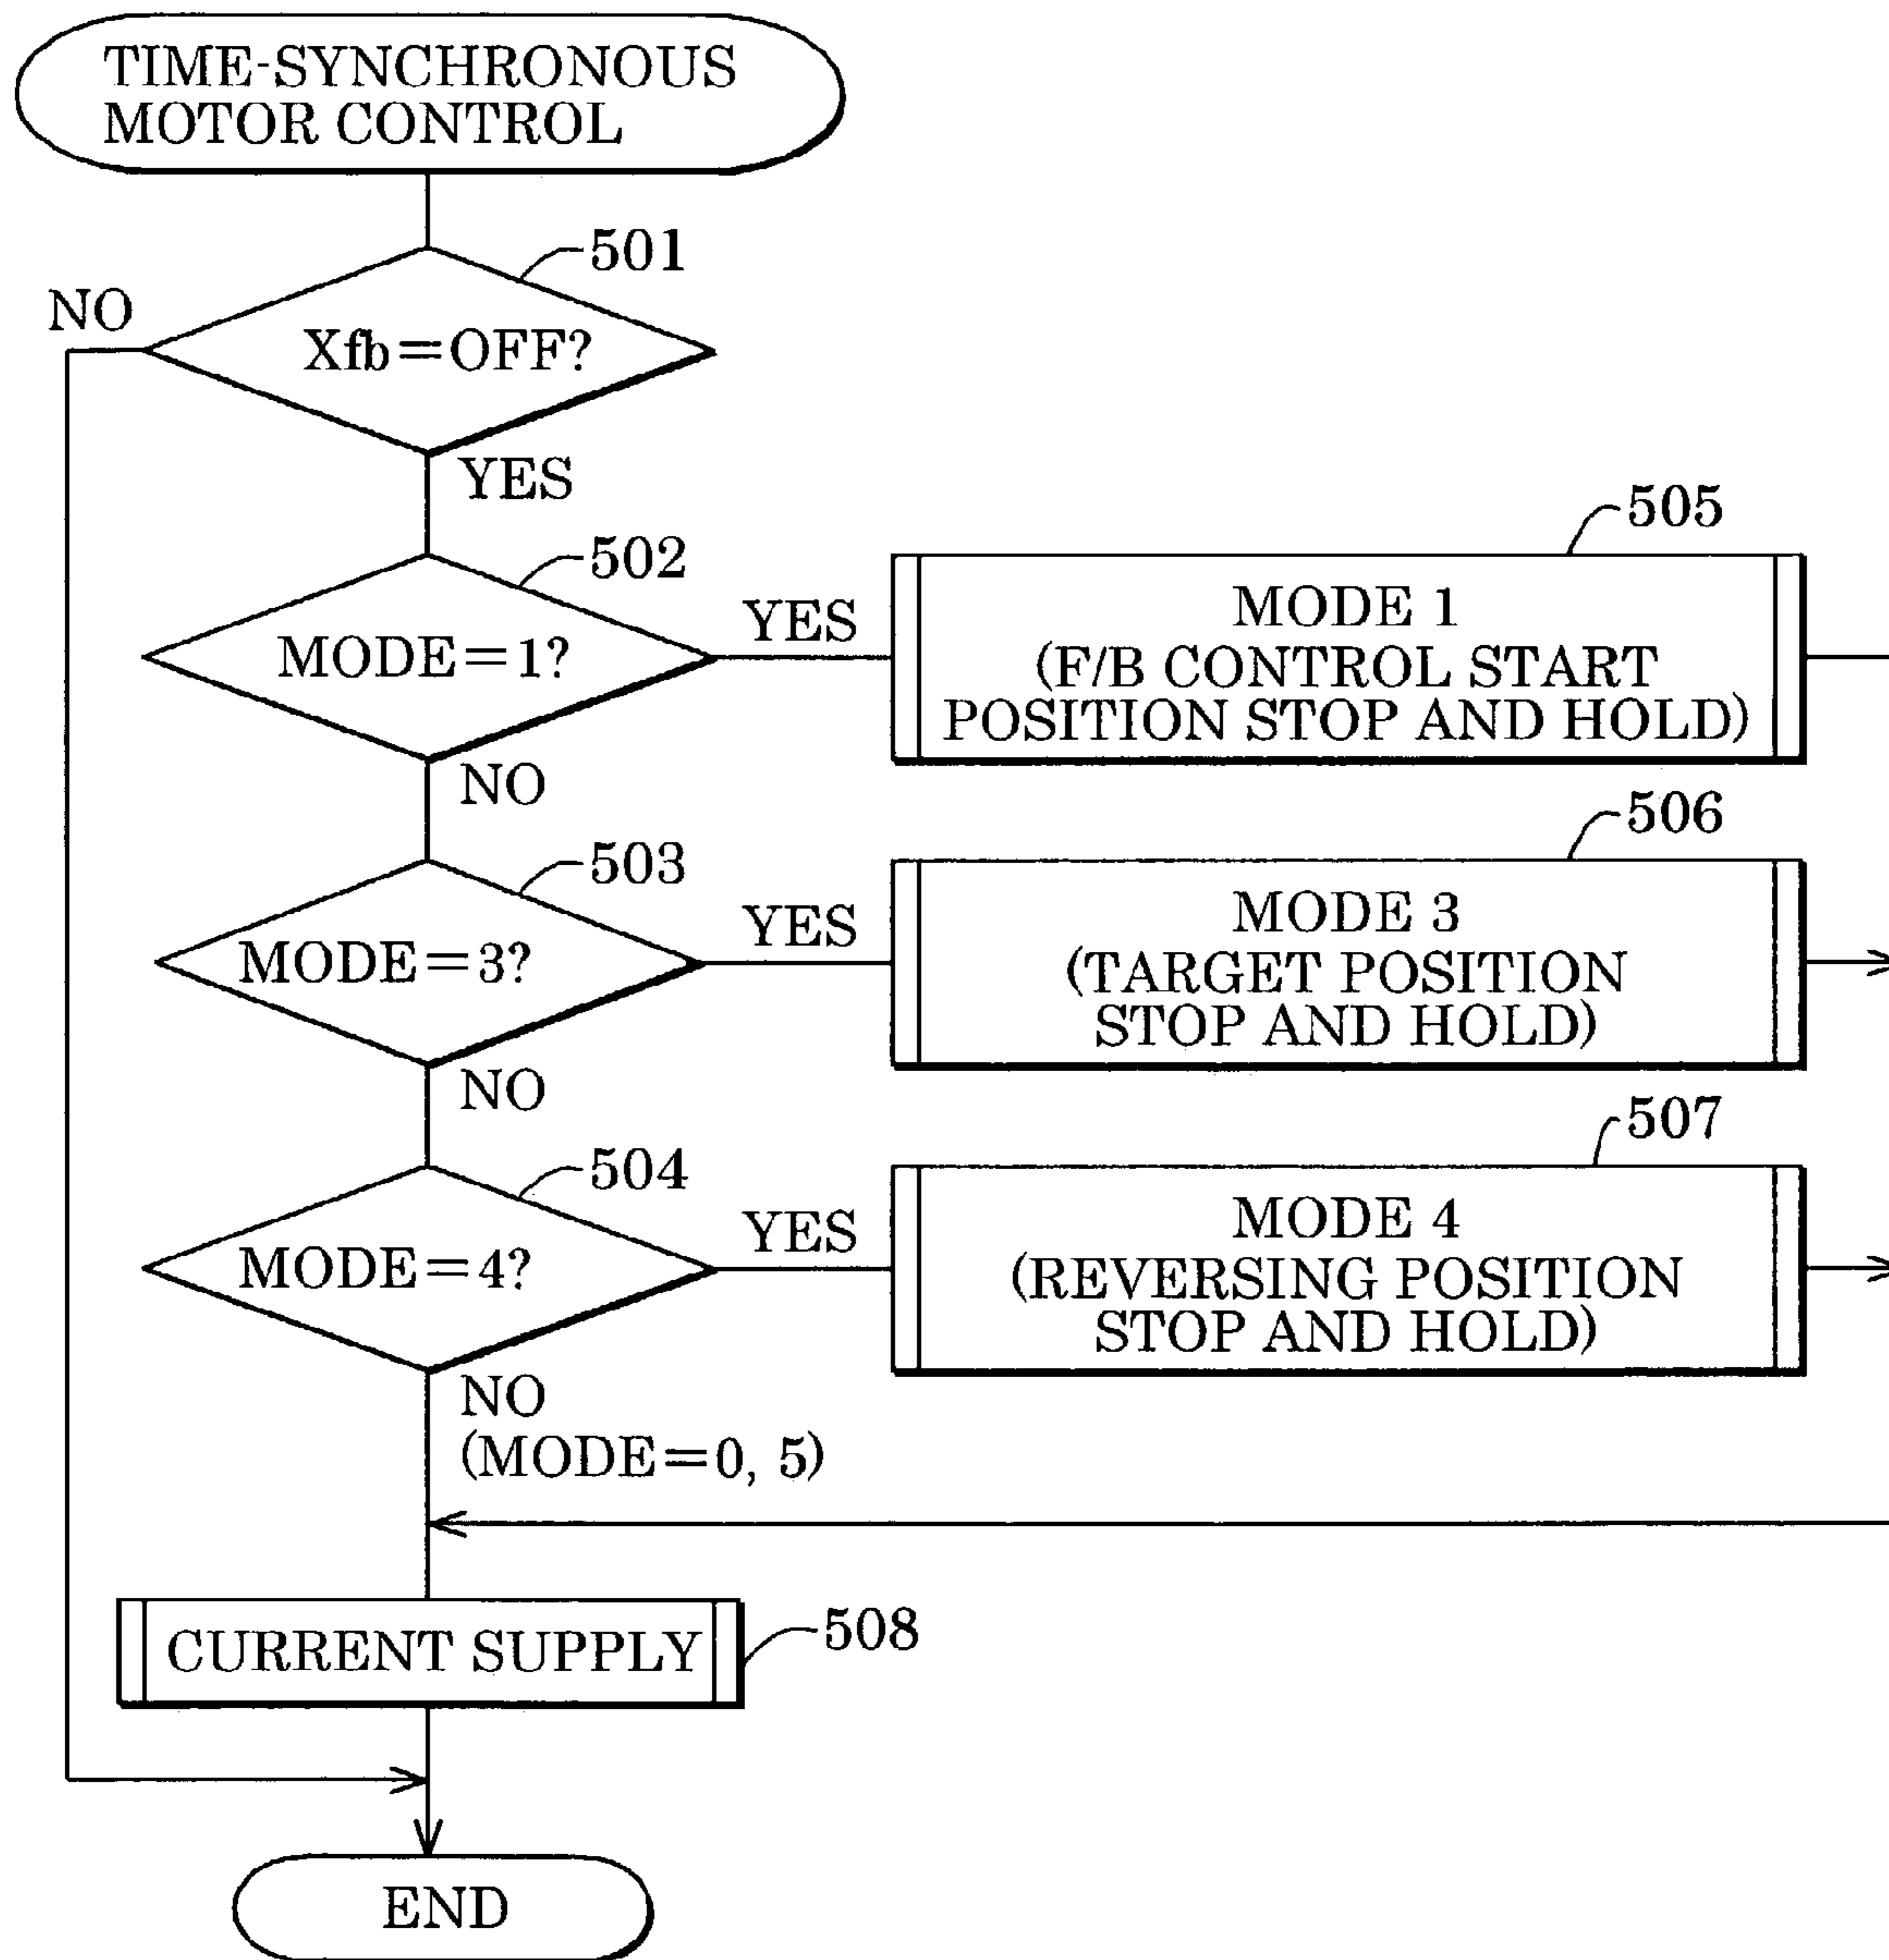 TIME-SYNCHRONOUS
MOTOR CONTROL
501
NO
Xfb=OFF?
YES
502
MODE=1?
YES
505
MODE 1
(F/B CONTROL START
POSITION STOP AND HOLD)
NO
503
MODE=3?
YES
506
MODE 3
(TARGET POSITION
STOP AND HOLD)
NO
504
MODE=4?
YES
507
MODE 4
(REVERSING POSITION
STOP AND HOLD)
NO
(MODE=0, 5)
CURRENT SUPPLY
508
END